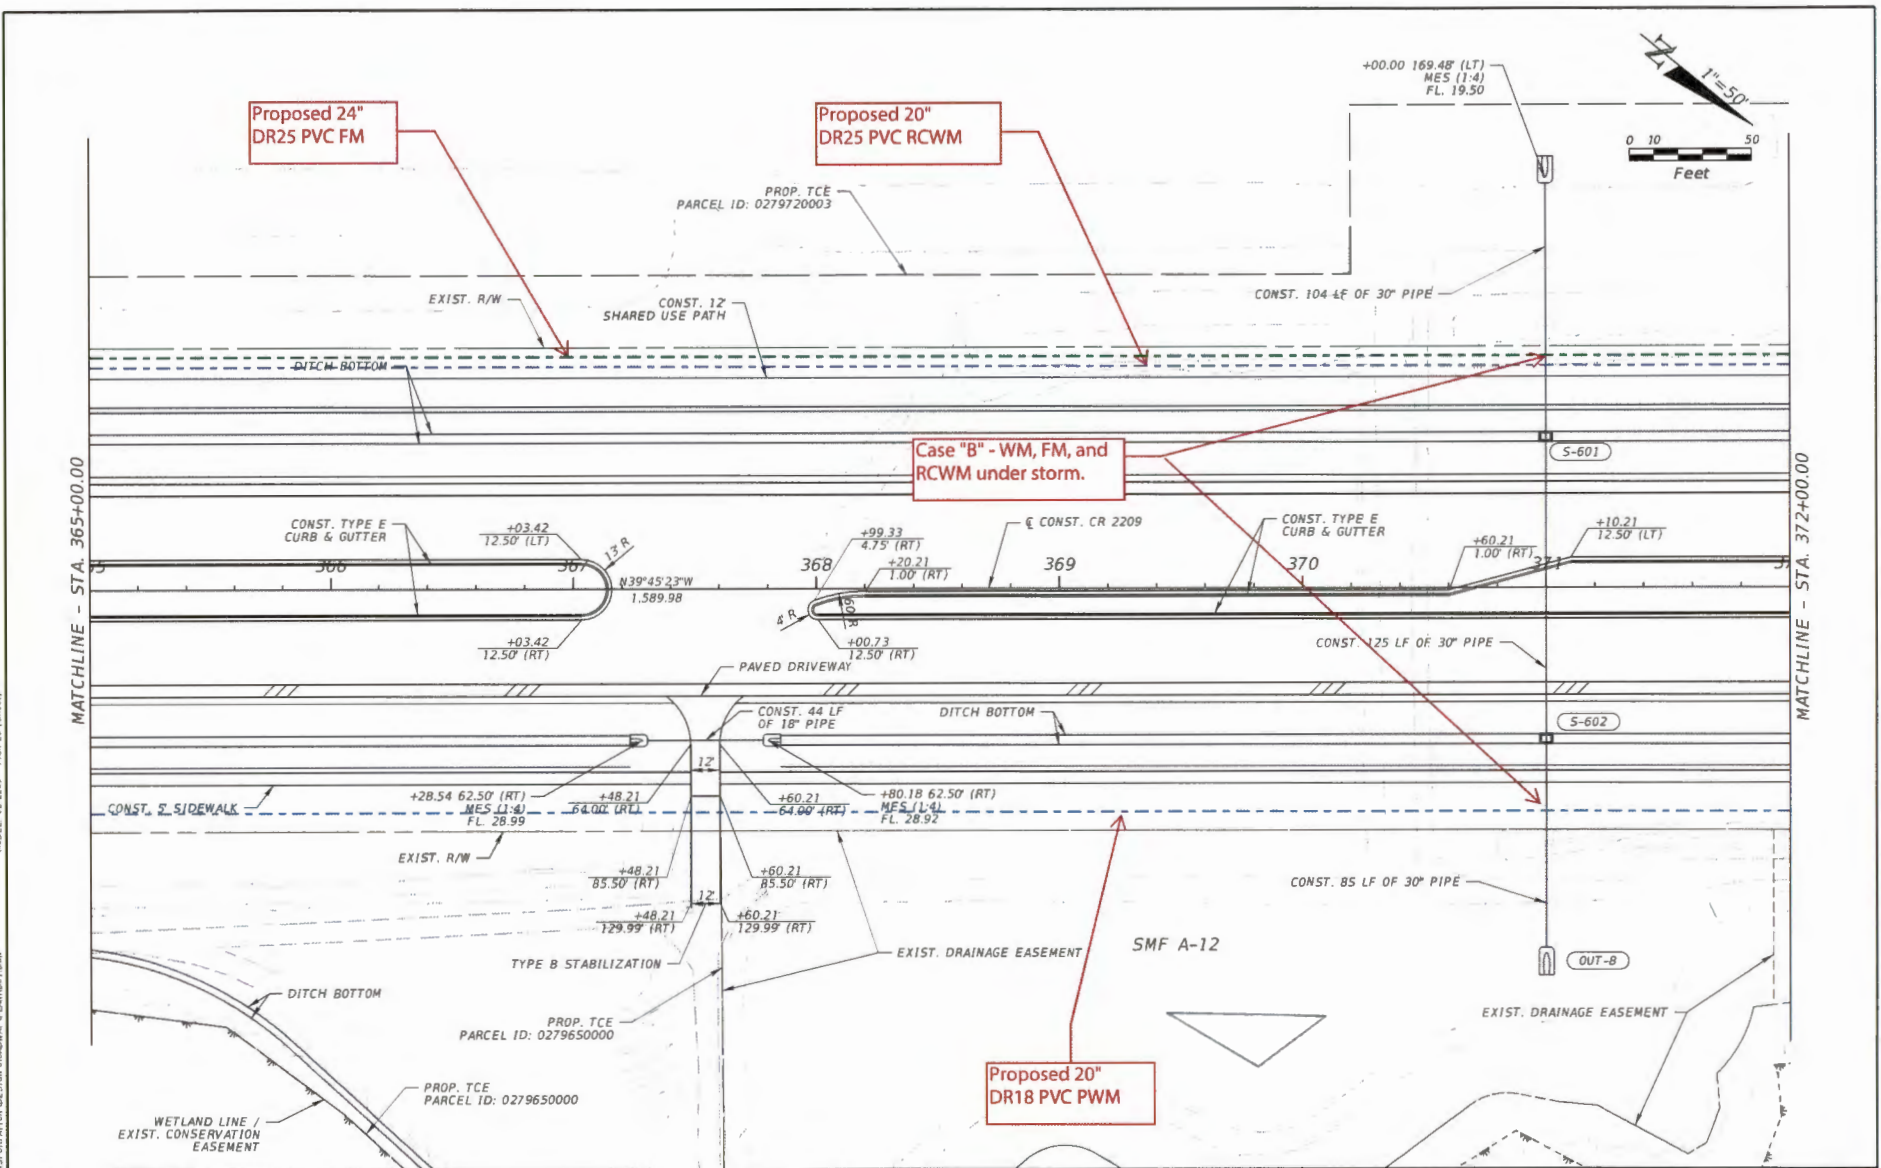 +00.00 169.48' (LT)
MES (1:4)
FL. 19.50
N
1"=50'
0 10 50
Feet
Proposed 24"
DR25 PVC FM
Proposed 20"
DR25 PVC RCWM
PROP. TCE
PARCEL ID: 0279720003
EXIST. R/W
CONST. 12'
SHARED USE PATH
CONST. 104 LF OF 30" PIPE
DITCH BOTTOM
Case "B" - WM, FM, and
RCWM under storm.
S-601
MATCHLINE - STA. 365+00.00
MATCHLINE - STA. 372+00.00
CONST. TYPE E
CURB & GUTTER
+03.42
12.50' (LT)
13' R
+99.33
4.75' (RT)
+20.21
1.00' (RT)
℄ CONST. CR 2209
CONST. TYPE E
CURB & GUTTER
+60.21
1.00' (RT)
+10.21
12.50' (LT)
366 367 368 369 370 371
N39°45'23"W
1,589.98
4' R
60' R
+03.42
12.50' (RT)
+00.73
12.50' (RT)
CONST. 125 LF OF 30" PIPE
PAVED DRIVEWAY
CONST. 44 LF
OF 18" PIPE
DITCH BOTTOM
S-602
12'
CONST. 5' SIDEWALK
+28.54 62.50' (RT)
MES (1:4)
FL. 28.99
+48.21
64.00' (RT)
+60.21
64.00' (RT)
+80.18 62.50' (RT)
MES (1:4)
FL. 28.92
EXIST. R/W
+48.21
85.50' (RT)
+60.21
85.50' (RT)
CONST. 85 LF OF 30" PIPE
12'
+48.21
129.99' (RT)
+60.21
129.99' (RT)
EXIST. DRAINAGE EASEMENT
SMF A-12
TYPE B STABILIZATION
OUT-8
DITCH BOTTOM
PROP. TCE
PARCEL ID: 0279650000
EXIST. DRAINAGE EASEMENT
Proposed 20"
DR18 PVC PWM
PROP. TCE
PARCEL ID: 0279650000
WETLAND LINE /
EXIST. CONSERVATION
EASEMENT